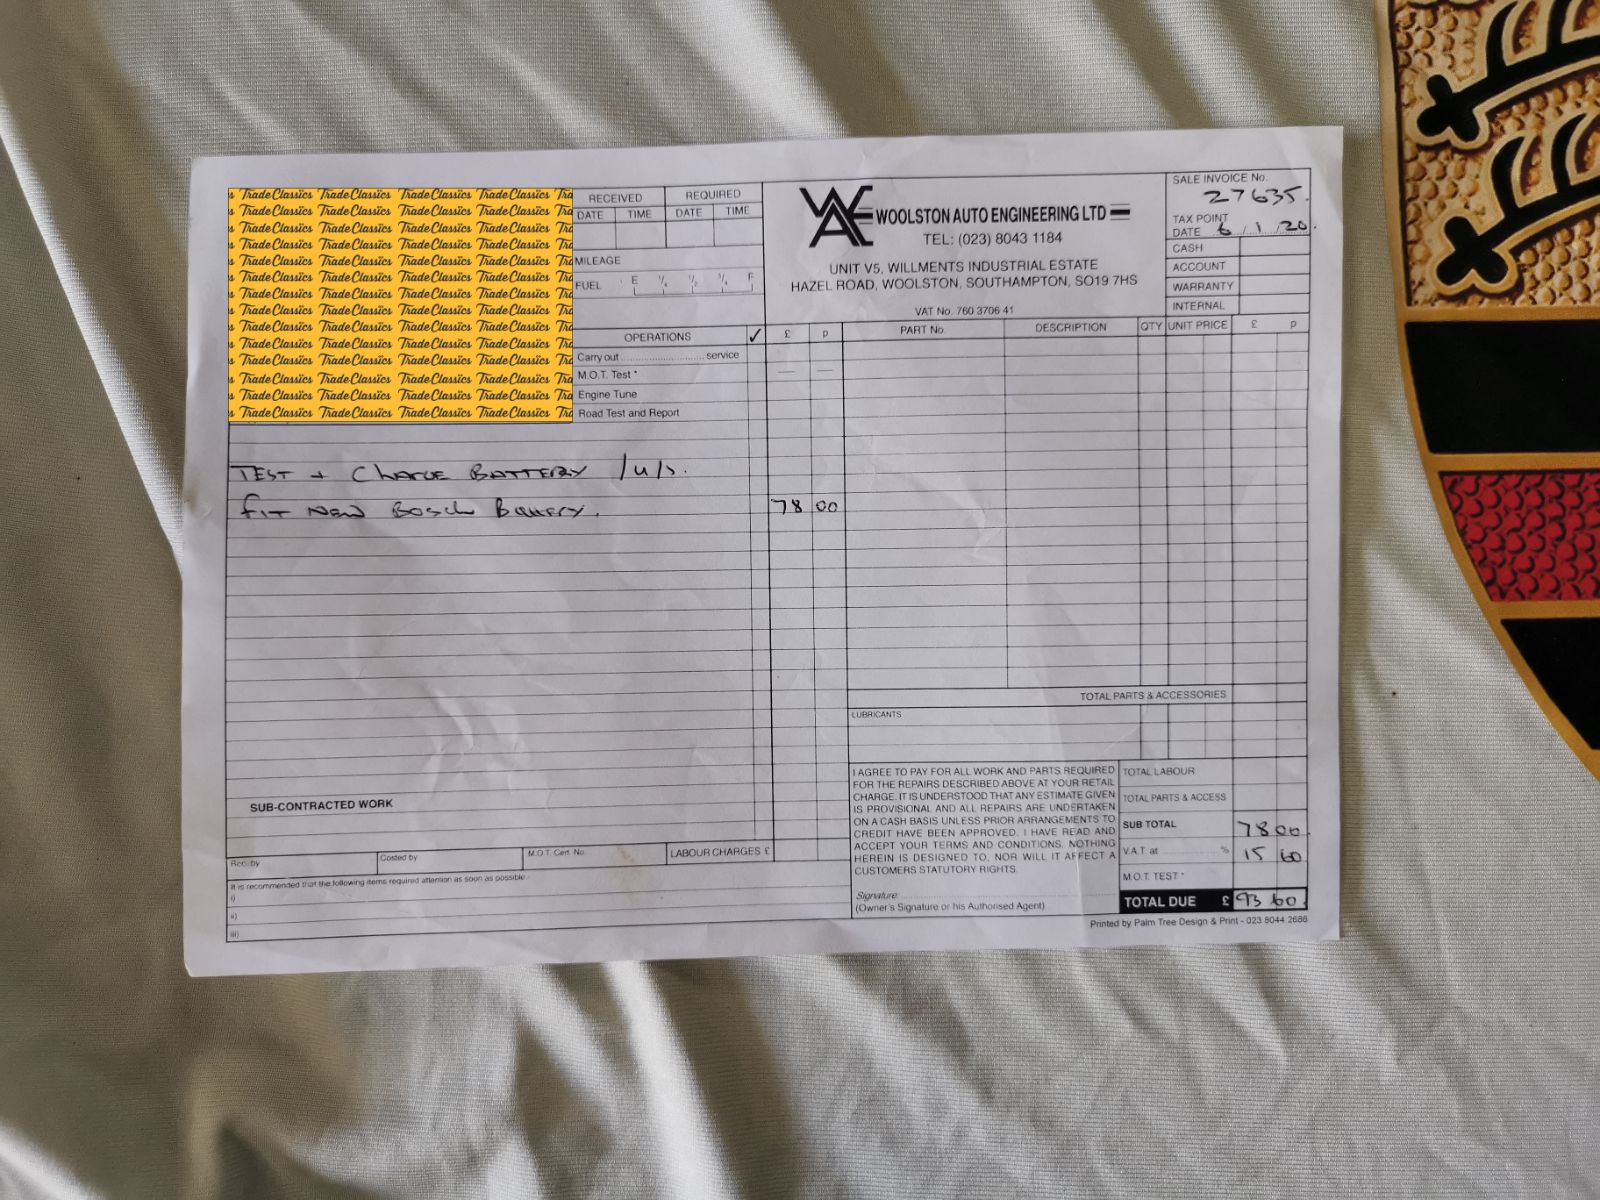 Trade Classics Trade Classics Trade Classics Trade Classics
RECEIVED REQUIRED
DATE TIME DATE TIME
MILEAGE
FUEL E ¼ ½ ¾ F
WAE WOOLSTON AUTO ENGINEERING LTD
TEL: (023) 8043 1184
UNIT V5, WILLMENTS INDUSTRIAL ESTATE
HAZEL ROAD, WOOLSTON, SOUTHAMPTON, SO19 7HS
VAT No. 760 3706 41
SALE INVOICE No.
27635.
TAX POINT
DATE 6/1/20.
CASH
ACCOUNT
WARRANTY
INTERNAL
OPERATIONS ✓ £ p
Carry out .................... service
M.O.T. Test * — —
Engine Tune
Road Test and Report
PART No. DESCRIPTION QTY UNIT PRICE £ p
TEST + CHARGE BATTERY /u/s.
fit NEW Bosch Battery. 78 00
SUB-CONTRACTED WORK
Rec. by Costed by M.O.T. Cert. No. LABOUR CHARGES £
It is recommended that the following items required attention as soon as possible:-
i)
ii)
iii)
TOTAL PARTS & ACCESSORIES
LUBRICANTS
I AGREE TO PAY FOR ALL WORK AND PARTS REQUIRED
FOR THE REPAIRS DESCRIBED ABOVE AT YOUR RETAIL
CHARGE. IT IS UNDERSTOOD THAT ANY ESTIMATE GIVEN
IS PROVISIONAL AND ALL REPAIRS ARE UNDERTAKEN
ON A CASH BASIS UNLESS PRIOR ARRANGEMENTS TO
CREDIT HAVE BEEN APPROVED. I HAVE READ AND
ACCEPT YOUR TERMS AND CONDITIONS. NOTHING
HEREIN IS DESIGNED TO, NOR WILL IT AFFECT A
CUSTOMERS STATUTORY RIGHTS.
Signature:
(Owner's Signature or his Authorised Agent)
TOTAL LABOUR
TOTAL PARTS & ACCESS
SUB TOTAL 78 00
V.A.T. at ............ % 15 60
M.O.T. TEST *
TOTAL DUE £ 93 60
Printed by Palm Tree Design & Print - 023 8044 2688